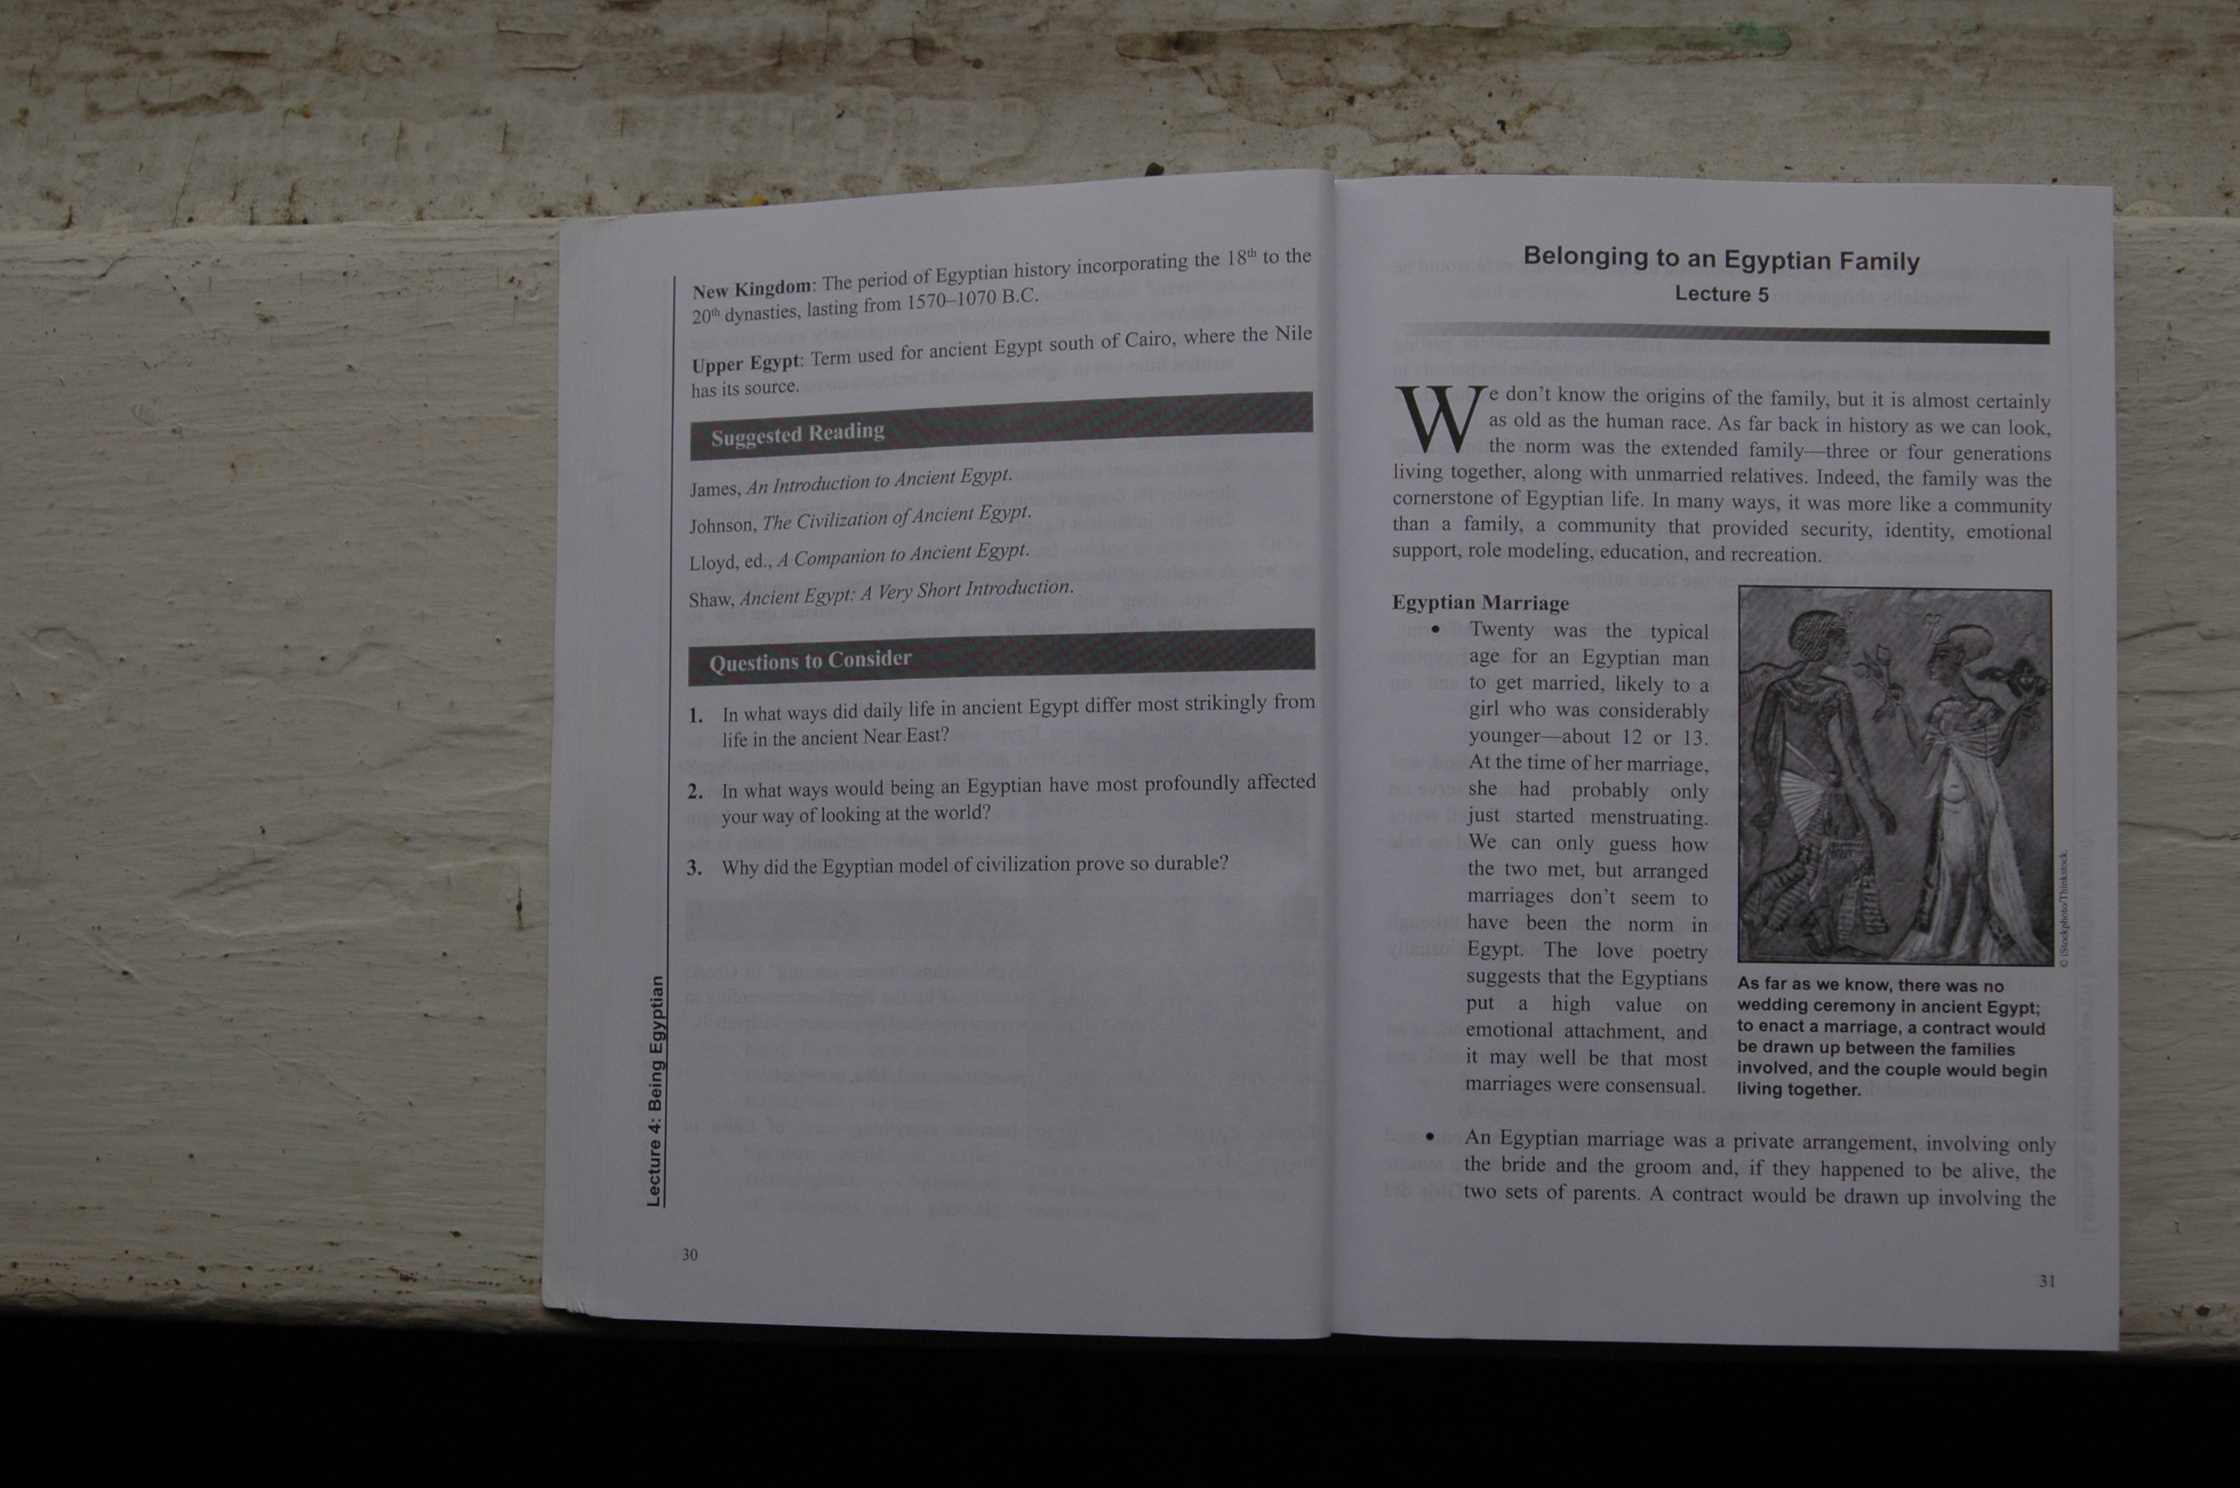 New Kingdom: The period of Egyptian history incorporating the 18th to the
20th dynasties, lasting from 1570–1070 B.C.
Upper Egypt: Term used for ancient Egypt south of Cairo, where the Nile
has its source.
Suggested Reading
James, An Introduction to Ancient Egypt.
Johnson, The Civilization of Ancient Egypt.
Lloyd, ed., A Companion to Ancient Egypt.
Shaw, Ancient Egypt: A Very Short Introduction.
Questions to Consider
1. In what ways did daily life in ancient Egypt differ most strikingly from
life in the ancient Near East?
2. In what ways would being an Egyptian have most profoundly affected
your way of looking at the world?
3. Why did the Egyptian model of civilization prove so durable?
Lecture 4: Being Egyptian
30
Belonging to an Egyptian Family
Lecture 5
We don't know the origins of the family, but it is almost certainly
as old as the human race. As far back in history as we can look,
the norm was the extended family—three or four generations
living together, along with unmarried relatives. Indeed, the family was the
cornerstone of Egyptian life. In many ways, it was more like a community
than a family, a community that provided security, identity, emotional
support, role modeling, education, and recreation.
Egyptian Marriage
• Twenty was the typical
age for an Egyptian man
to get married, likely to a
girl who was considerably
younger—about 12 or 13.
At the time of her marriage,
she had probably only
just started menstruating.
We can only guess how
the two met, but arranged
marriages don't seem to
have been the norm in
Egypt. The love poetry
suggests that the Egyptians
put a high value on
emotional attachment, and
it may well be that most
marriages were consensual.
© iStockphoto/Thinkstock.
As far as we know, there was no
wedding ceremony in ancient Egypt;
to enact a marriage, a contract would
be drawn up between the families
involved, and the couple would begin
living together.
• An Egyptian marriage was a private arrangement, involving only
the bride and the groom and, if they happened to be alive, the
two sets of parents. A contract would be drawn up involving the
31